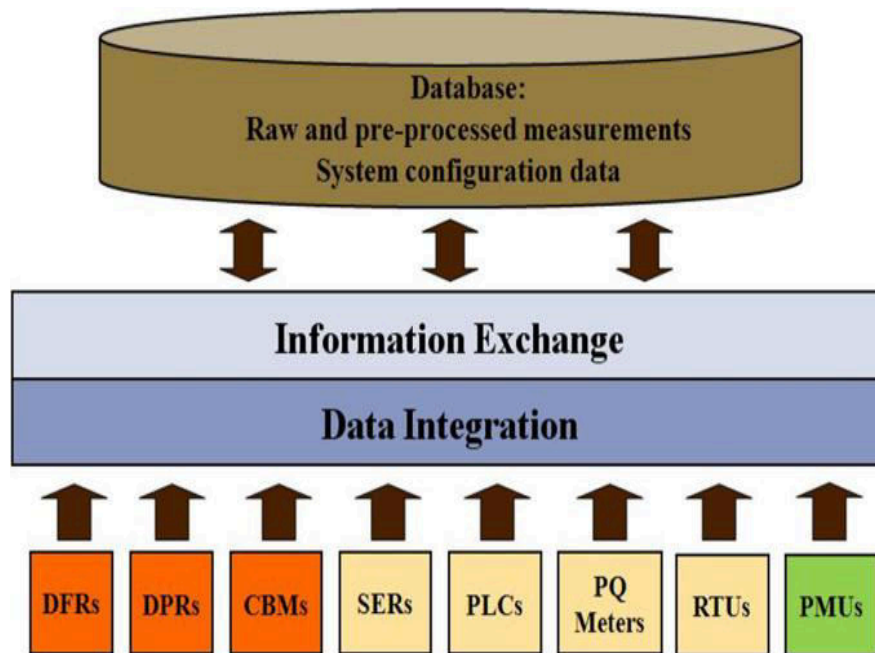 Database:
Raw and pre-processed measurements
System configuration data
Information Exchange
Data Integration
DFRs
DPRs
CBMs
SERs
PLCs
PQ
Meters
RTUs
PMUs